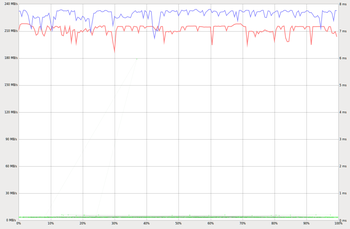 240 MB/s 8 ms
210 MB/s 7 ms
180 MB/s 6 ms
150 MB/s 5 ms
120 MB/s 4 ms
90 MB/s 3 ms
60 MB/s 2 ms
30 MB/s 1 ms
0 MB/s 0 ms
0% 10% 20% 30% 40% 50% 60% 70% 80% 90% 100%